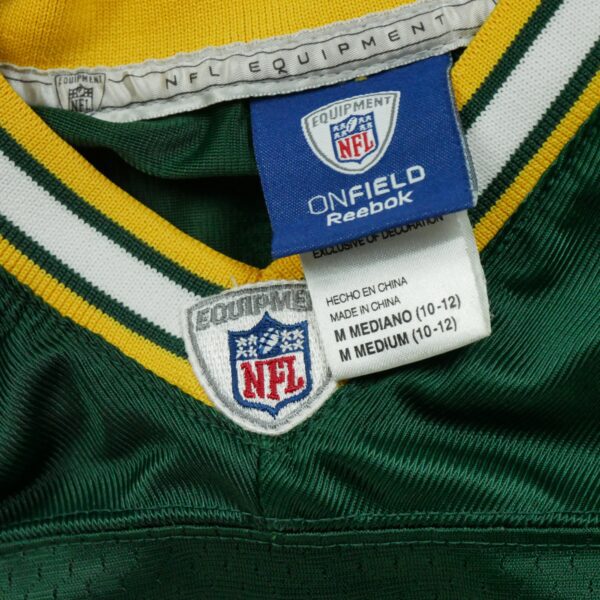 NFL EQUIPMENT
EQUIPMENT
NFL
EQUIPMENT
NFL
ONFIELD
Reebok
EXCLUSIVE OF DECORATION
HECHO EN CHINA
MADE IN CHINA
M MEDIANO (10-12)
M MEDIUM (10-12)
EQUIPMENT
NFL